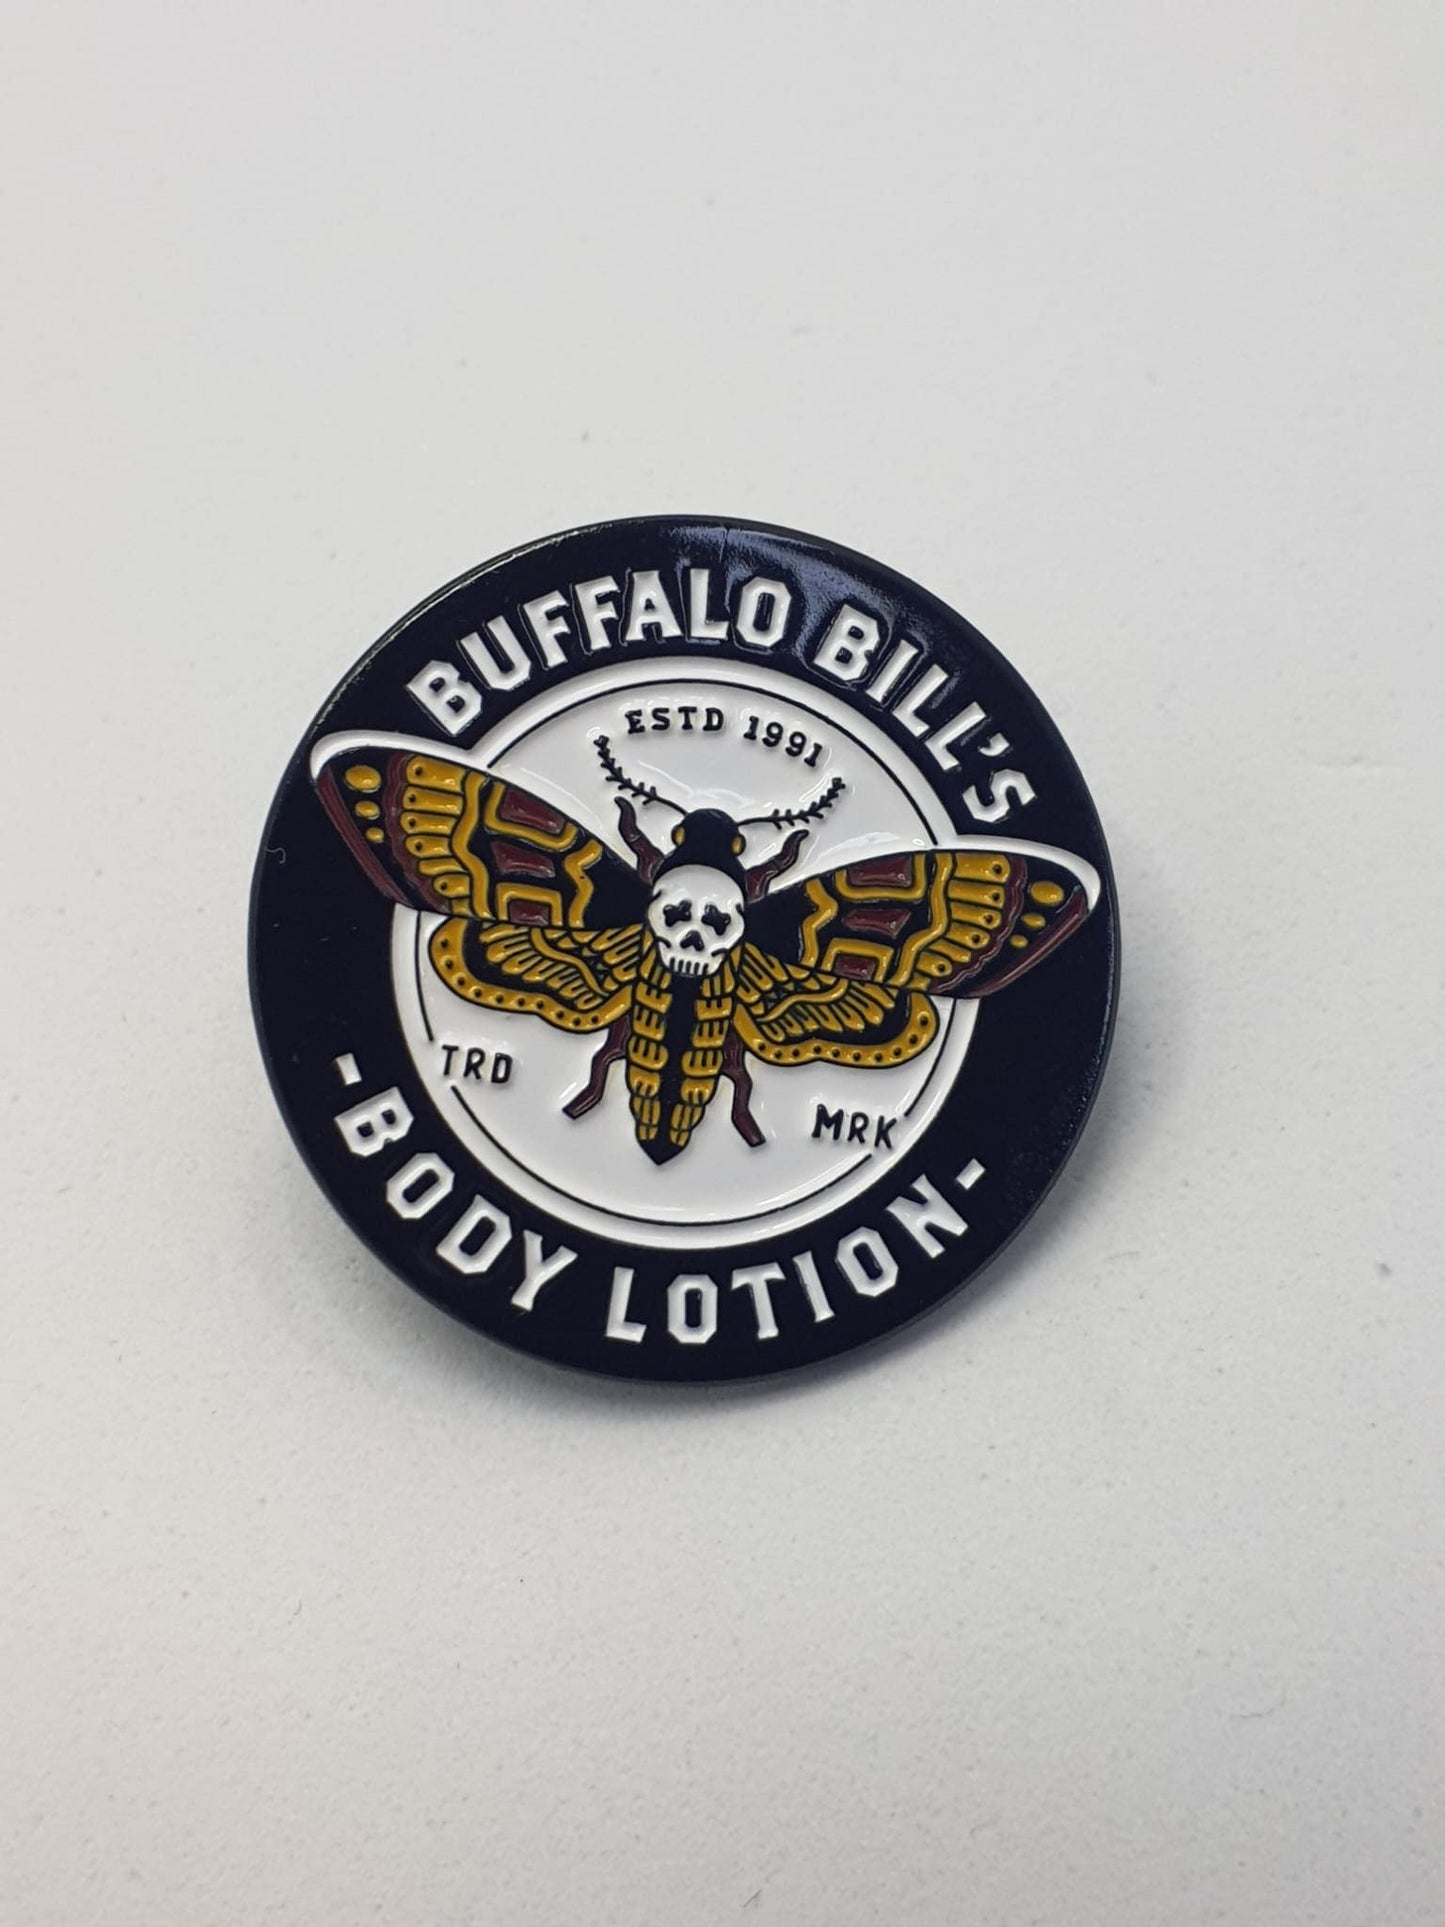 BUFFALO BILL'S
ESTD 1991
TRD MRK
-BODY LOTION-